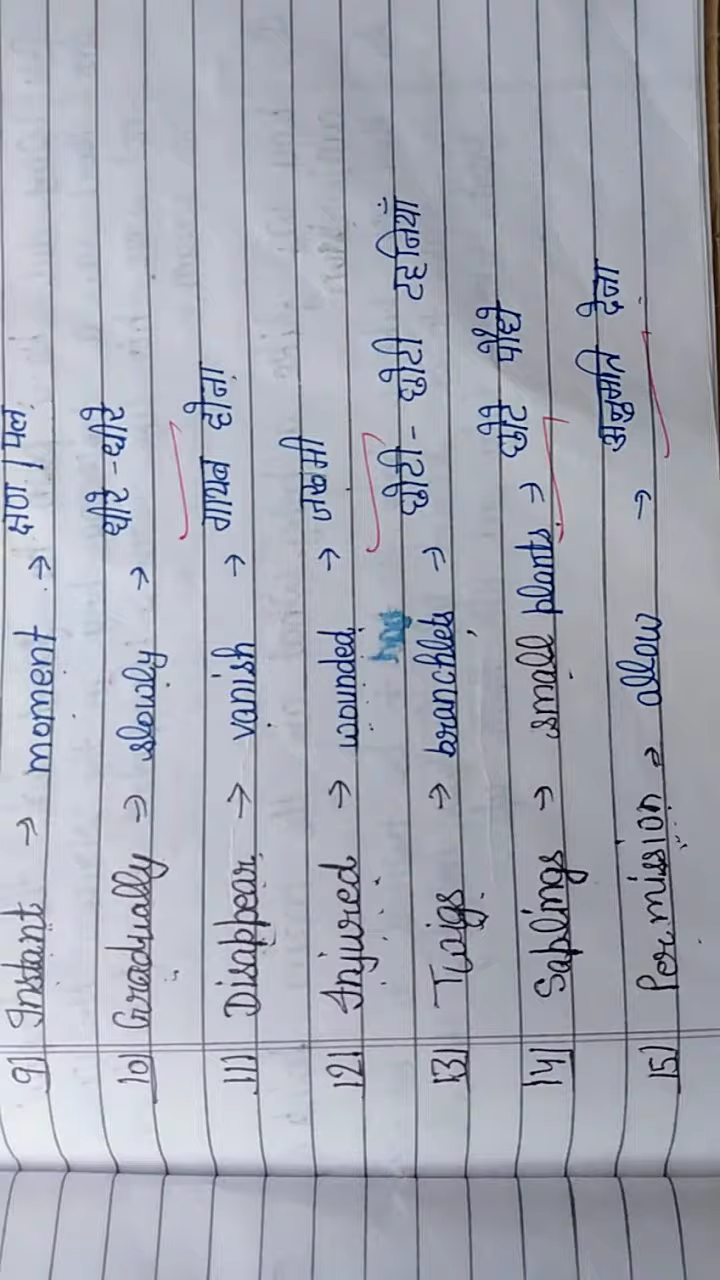 9) Instant → moment → क्षण / पल
10) Gradually → slowly → धीरे-धीरे
11) Disappear → vanish → गायब होना
12) Injured → wounded → जख्मी
13) Twigs → branchlets → छोटी-छोटी टहनियाँ
14) Saplings → small plants → छोटे पौधे
15) Permission → allow → अनुमति देना